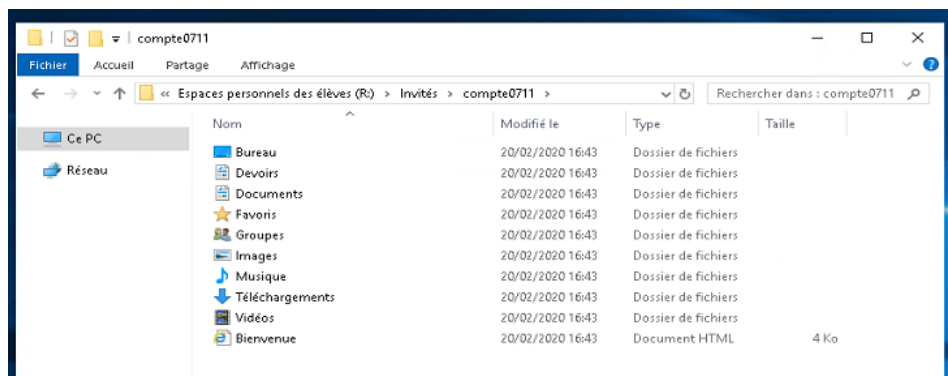 compte0711
Fichier Accueil Partage Affichage
« Espaces personnels des élèves (R:) > Invités > compte0711 > Rechercher dans : compte0711
Nom Modifié le Type Taille
Ce PC
Réseau
Bureau 20/02/2020 16:43 Dossier de fichiers
Devoirs 20/02/2020 16:43 Dossier de fichiers
Documents 20/02/2020 16:43 Dossier de fichiers
Favoris 20/02/2020 16:43 Dossier de fichiers
Groupes 20/02/2020 16:43 Dossier de fichiers
Images 20/02/2020 16:43 Dossier de fichiers
Musique 20/02/2020 16:43 Dossier de fichiers
Téléchargements 20/02/2020 16:43 Dossier de fichiers
Vidéos 20/02/2020 16:43 Dossier de fichiers
Bienvenue 20/02/2020 16:43 Document HTML 4 Ko